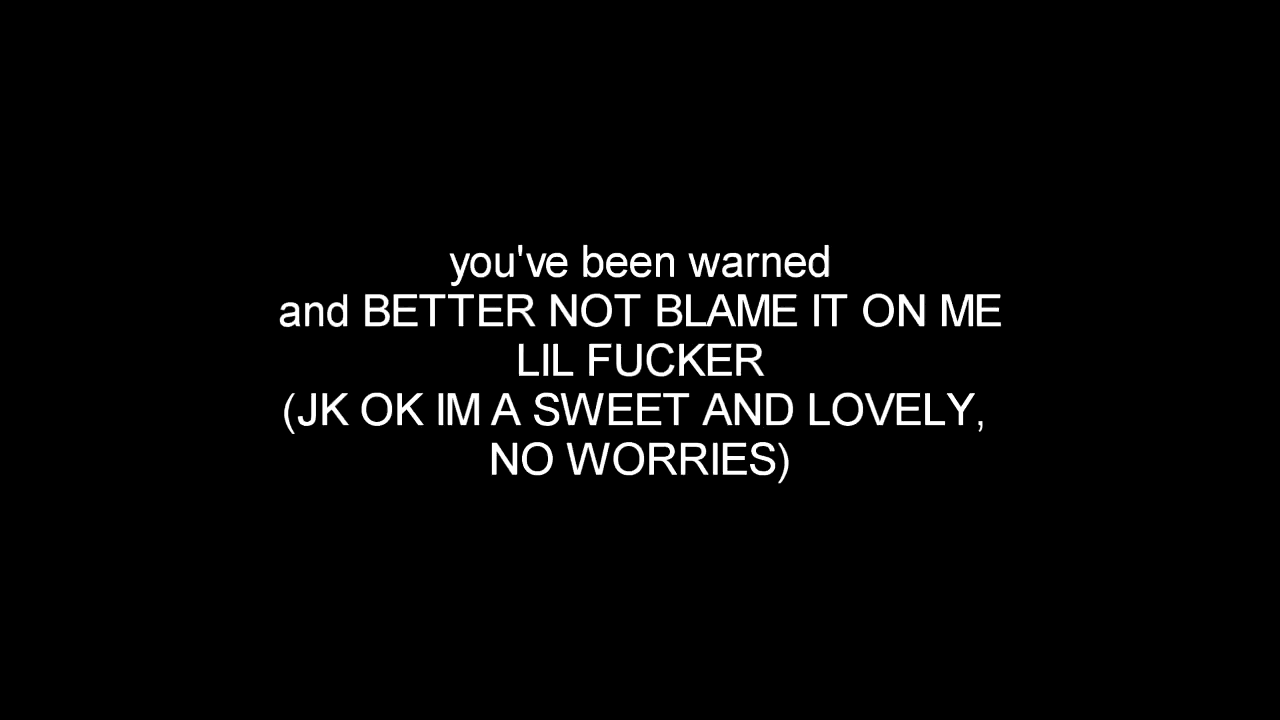 you've been warned
and BETTER NOT BLAME IT ON ME
LIL FUCKER
(JK OK IM A SWEET AND LOVELY,
NO WORRIES)